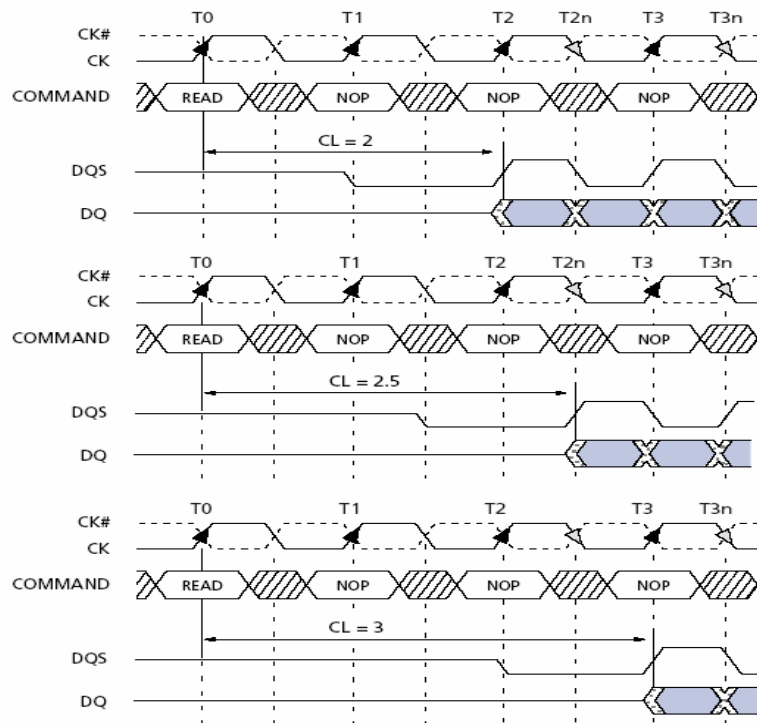 T0 T1 T2 T2n T3 T3n
CK#
CK
COMMAND READ NOP NOP NOP
CL = 2
DQS
DQ
T0 T1 T2 T2n T3 T3n
CK#
CK
COMMAND READ NOP NOP NOP
CL = 2.5
DQS
DQ
T0 T1 T2 T2n T3 T3n
CK#
CK
COMMAND READ NOP NOP NOP
CL = 3
DQS
DQ